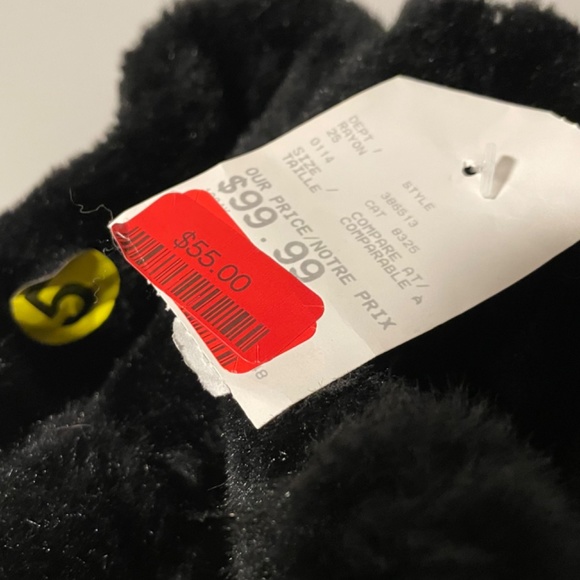 DEPT / STYLE
RAYON
25 386513
0114 CAT 8325
SIZE / COMPARE AT/
TAILLE COMPARABLE À
OUR PRICE/NOTRE PRIX
$99.99
$55.00
8
5